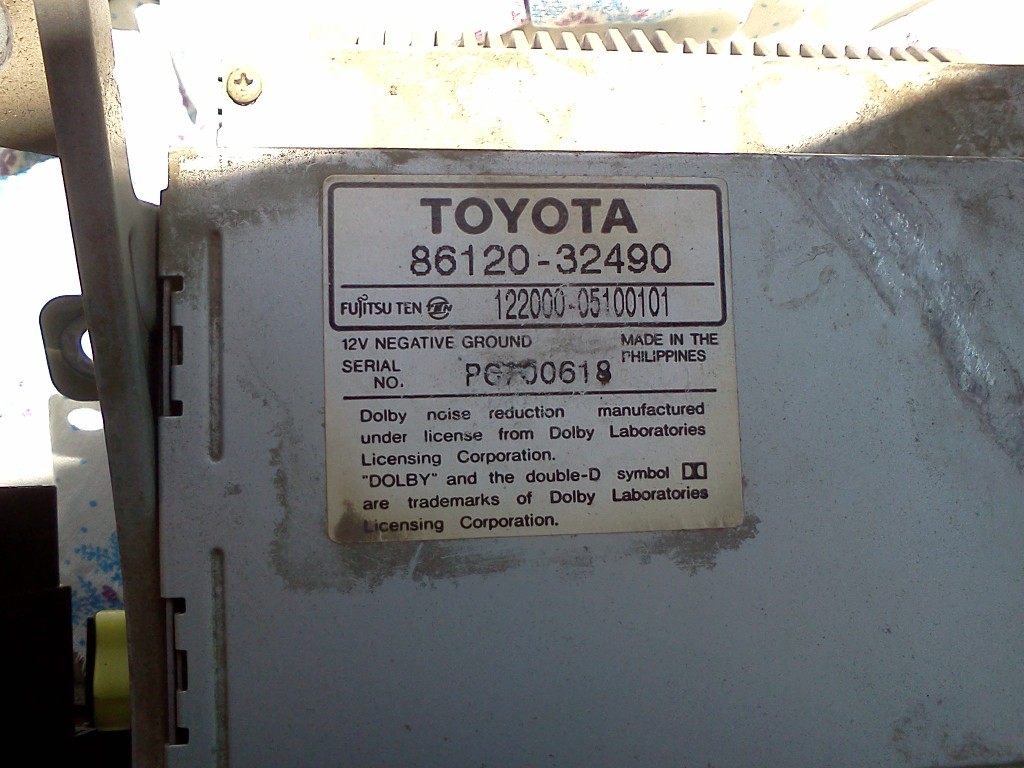 TOYOTA
86120-32490
FUJITSU TEN TEN 122000-05100101
12V NEGATIVE GROUND MADE IN THE PHILIPPINES
SERIAL NO.
Dolby noise reduction manufactured
under license from Dolby Laboratories
Licensing Corporation.
"DOLBY" and the double-D symbol
are trademarks of Dolby Laboratories
Licensing Corporation.